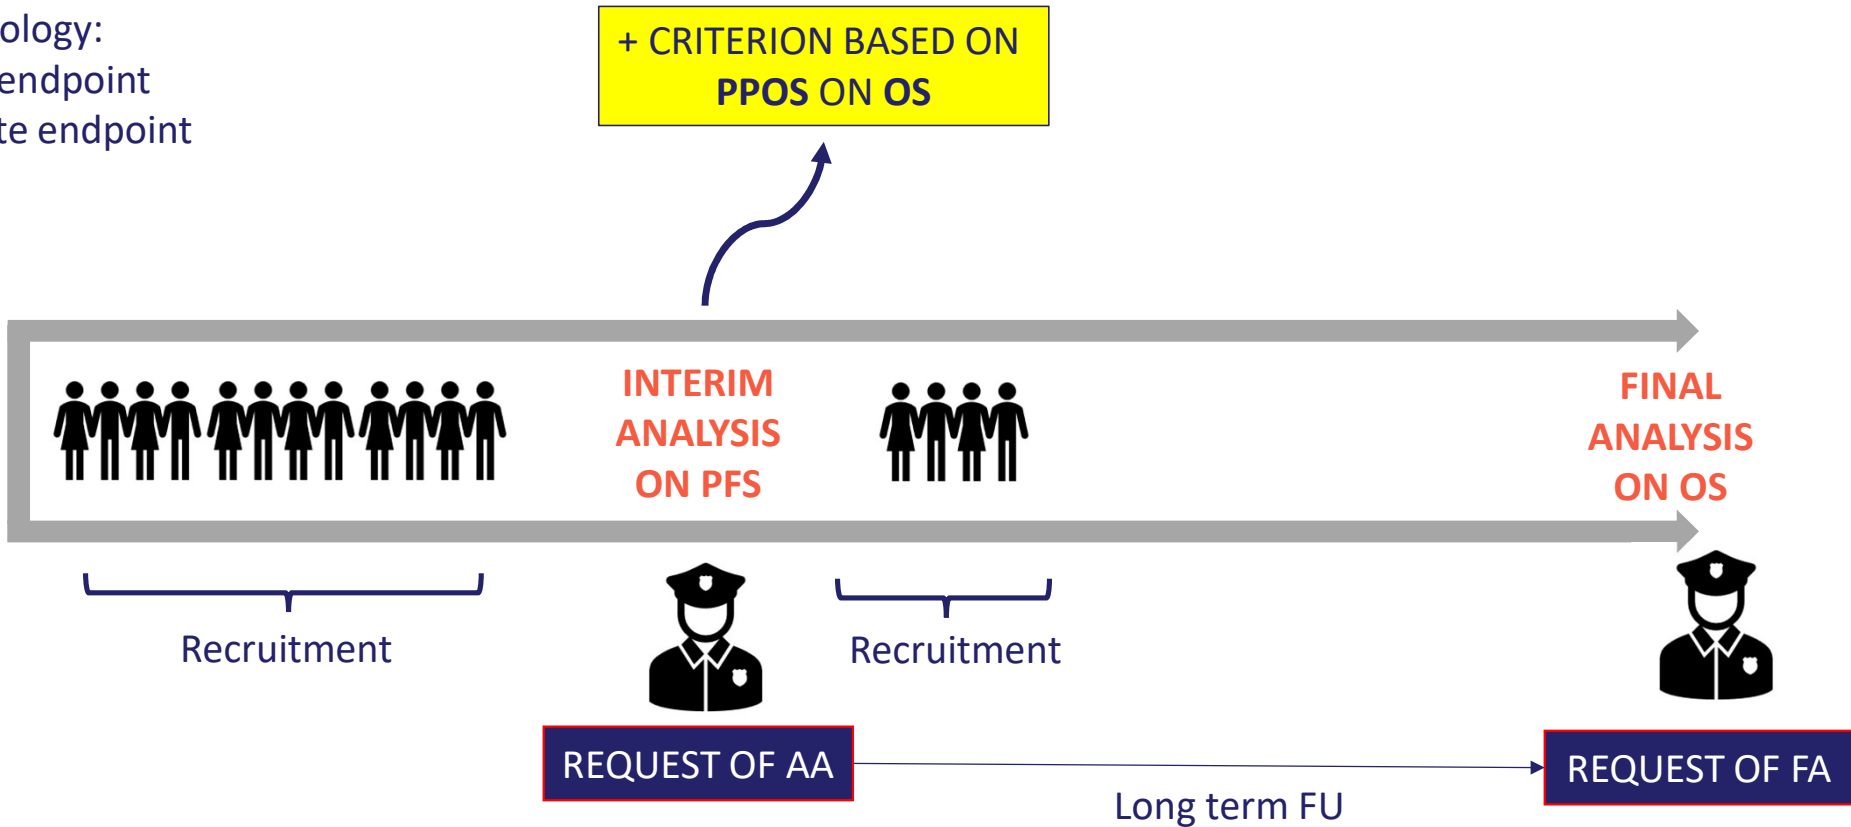 ology:
endpoint
te endpoint
+ CRITERION BASED ON
PPOS ON OS
INTERIM
ANALYSIS
ON PFS
FINAL
ANALYSIS
ON OS
Recruitment
Recruitment
REQUEST OF AA
REQUEST OF FA
Long term FU